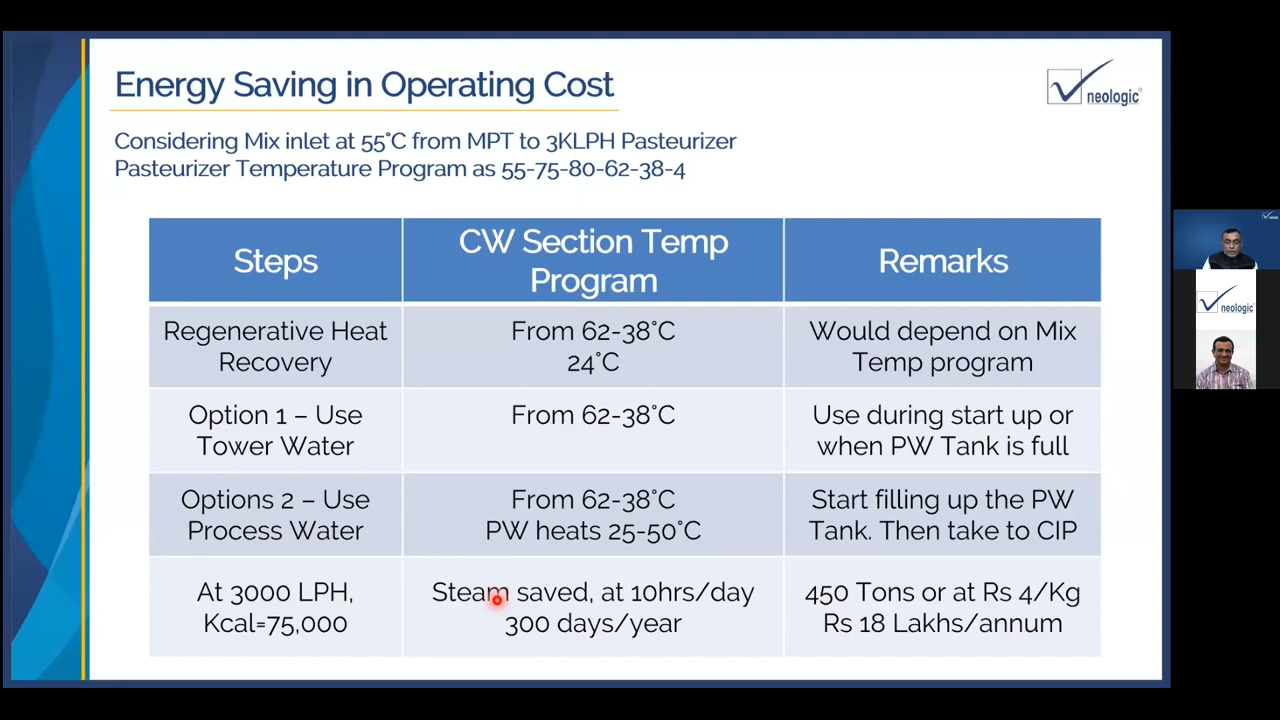 Energy Saving in Operating Cost
neologic
Considering Mix inlet at 55°C from MPT to 3KLPH Pasteurizer
Pasteurizer Temperature Program as 55-75-80-62-38-4
Steps
CW Section Temp
Program
Remarks
Regenerative Heat
Recovery
From 62-38°C
24°C
Would depend on Mix
Temp program
Option 1 – Use
Tower Water
From 62-38°C
Use during start up or
when PW Tank is full
Options 2 – Use
Process Water
From 62-38°C
PW heats 25-50°C
Start filling up the PW
Tank. Then take to CIP
At 3000 LPH,
Kcal=75,000
Steam saved, at 10hrs/day
300 days/year
450 Tons or at Rs 4/Kg
Rs 18 Lakhs/annum
neologic